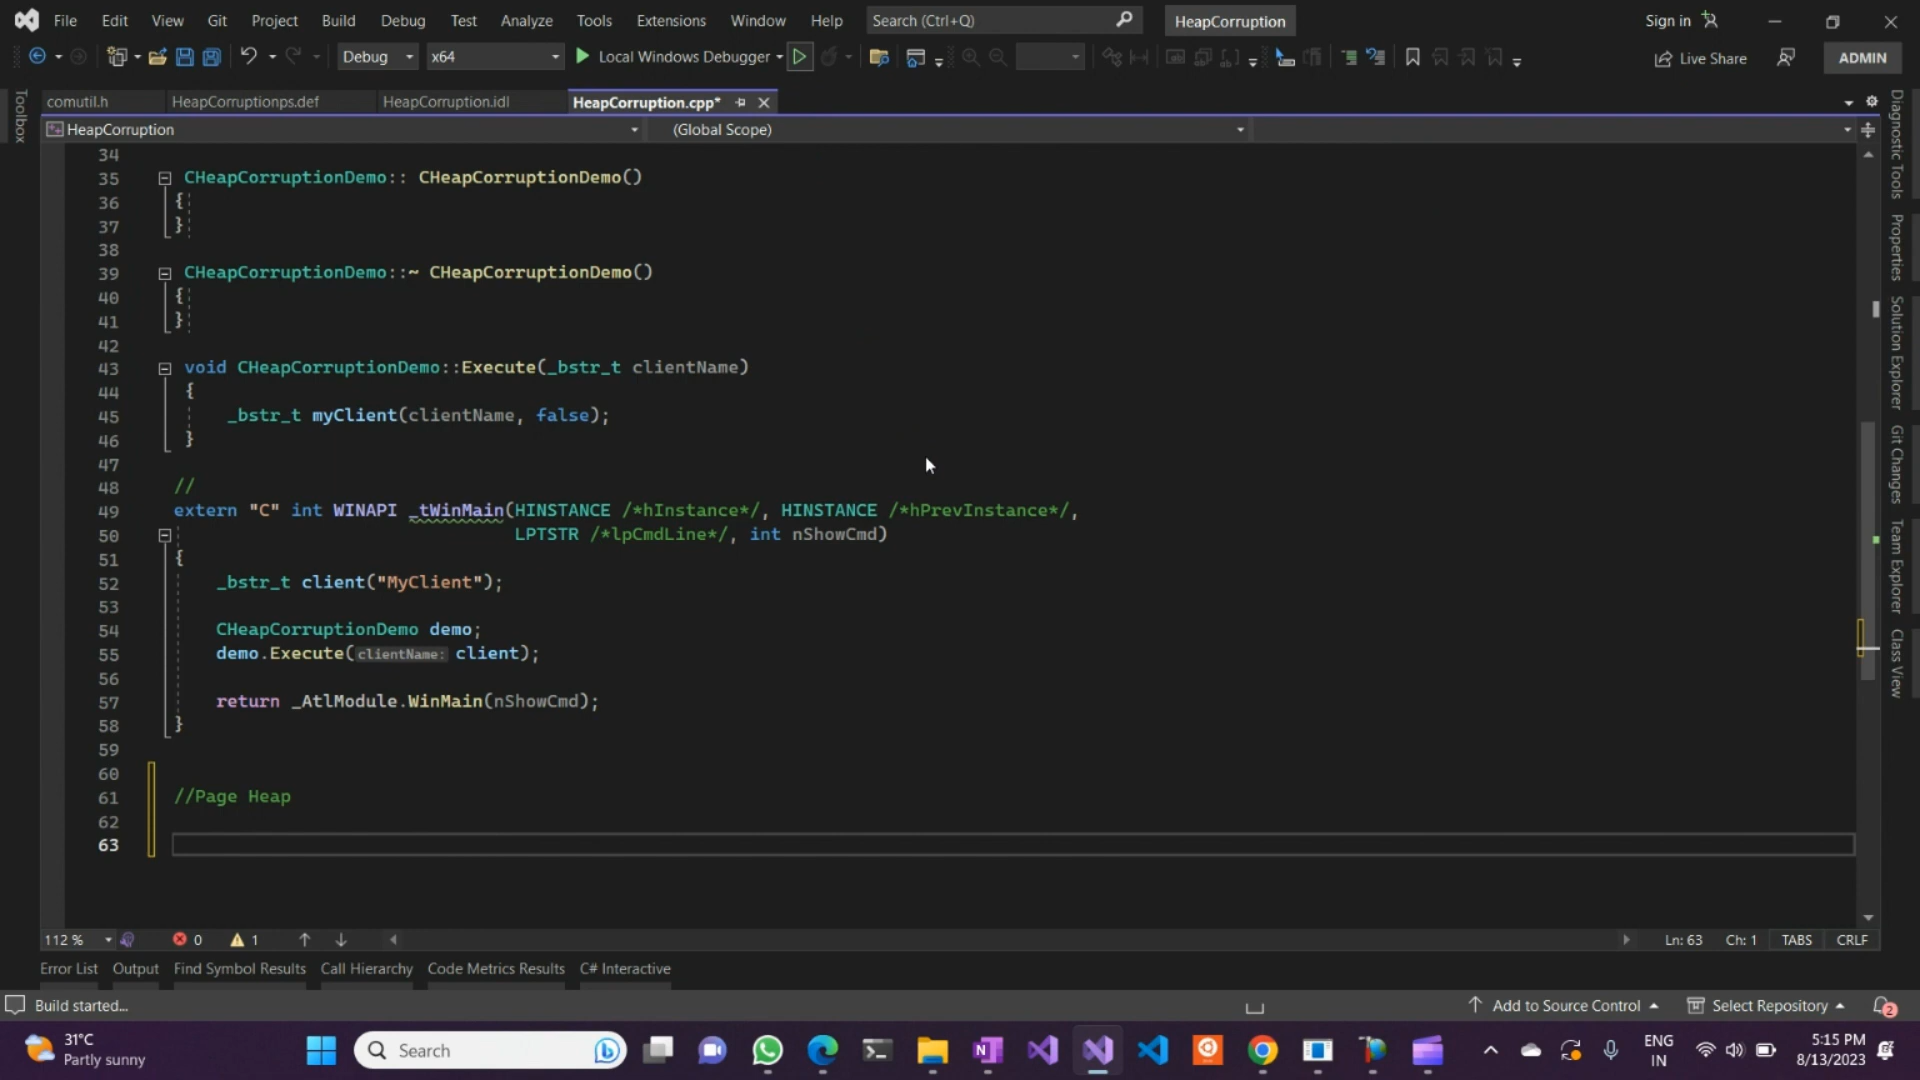 File Edit View Git Project Build Debug Test Analyze Tools Extensions Window Help Search (Ctrl+Q) HeapCorruption Sign in
Debug x64 Local Windows Debugger Live Share ADMIN
comutil.h HeapCorruptionps.def HeapCorruption.idl HeapCorruption.cpp*
HeapCorruption (Global Scope)
Toolbox
34
35 CHeapCorruptionDemo:: CHeapCorruptionDemo()
36 {
37 }
38
39 CHeapCorruptionDemo::~ CHeapCorruptionDemo()
40 {
41 }
42
43 void CHeapCorruptionDemo::Execute(_bstr_t clientName)
44 {
45 _bstr_t myClient(clientName, false);
46 }
47
48 //
49 extern "C" int WINAPI _tWinMain(HINSTANCE /*hInstance*/, HINSTANCE /*hPrevInstance*/,
50 LPTSTR /*lpCmdLine*/, int nShowCmd)
51 {
52 _bstr_t client("MyClient");
53
54 CHeapCorruptionDemo demo;
55 demo.Execute(clientName: client);
56
57 return _AtlModule.WinMain(nShowCmd);
58 }
59
60
61 //Page Heap
62
63
Diagnostic Tools
Properties
Solution Explorer
Git Changes
Team Explorer
Class View
112 % 0 1 Ln: 63 Ch: 1 TABS CRLF
Error List Output Find Symbol Results Call Hierarchy Code Metrics Results C# Interactive
Build started... Add to Source Control Select Repository 2
31°C
Partly sunny
Search
ENG
IN
5:15 PM
8/13/2023